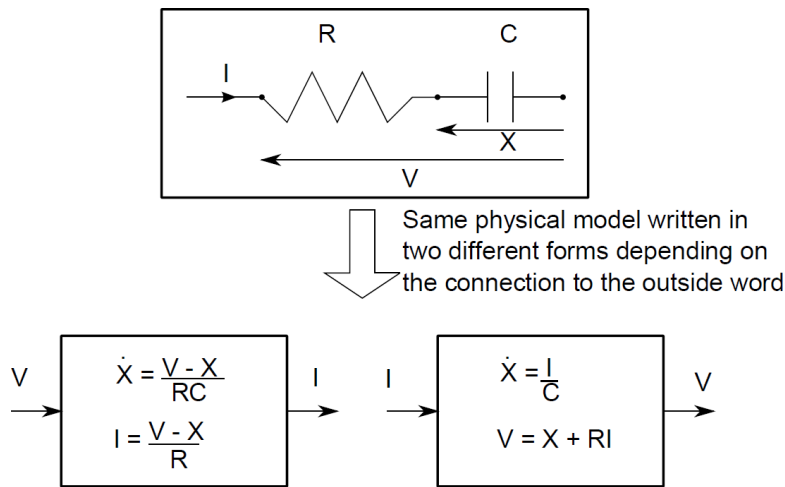 R C
I
X
V
Same physical model written in
two different forms depending on
the connection to the outside word
V Ẋ = V - X / RC I
I = V - X / R
I Ẋ = I / C V
V = X + RI